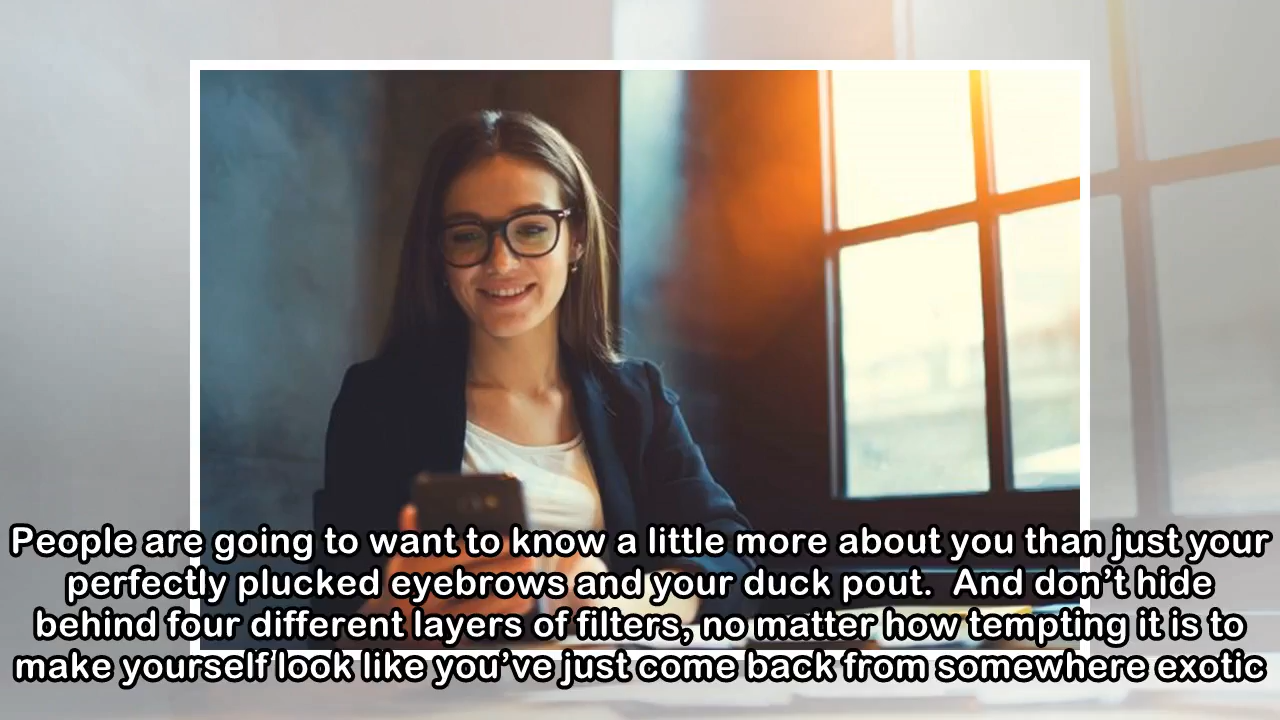 People are going to want to know a little more about you than just your
perfectly plucked eyebrows and your duck pout.  And don’t hide
behind four different layers of filters, no matter how tempting it is to
make yourself look like you’ve just come back from somewhere exotic